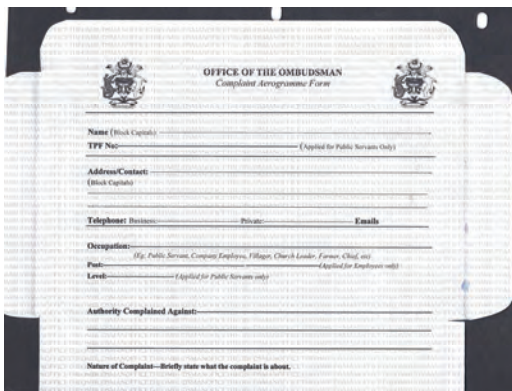 OFFICE OF THE OMBUDSMAN
Complaint Aerogramme Form
Name (Block Capitals)
TPF No: (Applied for Public Servants Only)
Address/Contact:
(Block Capitals)
Telephone: Business: Private: Emails
Occupation:
(Eg. Public Servant, Company Employee, Villager, Church Leader, Farmer, Chief, etc)
Post: (Applied for Employees only)
Level: (Applied for Public Servants only)
Authority Complained Against:
Nature of Complaint—Briefly state what the complaint is about.